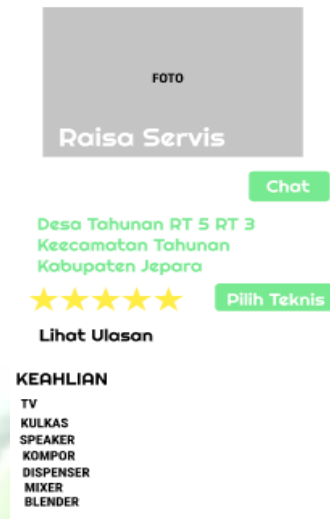 FOTO
Raisa Servis
Chat
Desa Tahunan RT 5 RT 3
Keecamatan Tahunan
Kabupaten Jepara
Pilih Teknis
Lihat Ulasan
KEAHLIAN
TV
KULKAS
SPEAKER
KOMPOR
DISPENSER
MIXER
BLENDER